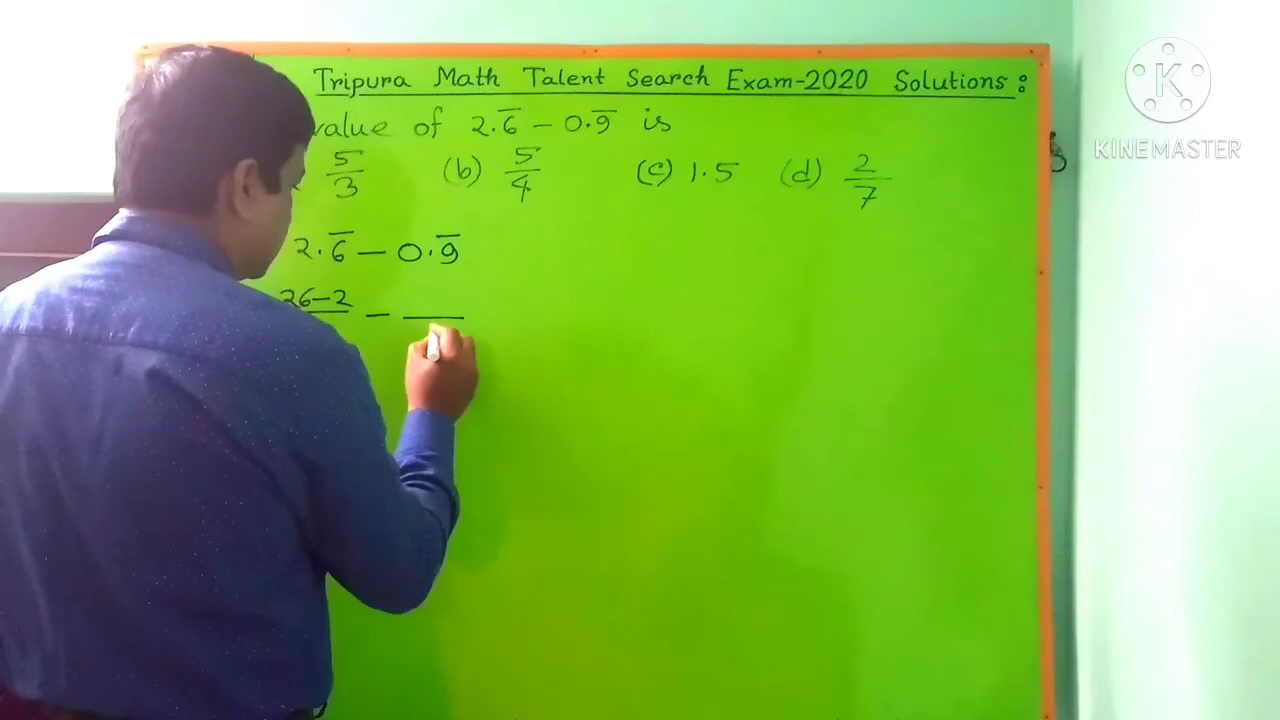 Tripura Math Talent Search Exam-2020 Solutions :
value of 2.6̅ - 0.9̅ is
5/3 (b) 5/4 (c) 1.5 (d) 2/7
2.6̅ - 0.9̅
26-2 -
K
KINEMASTER